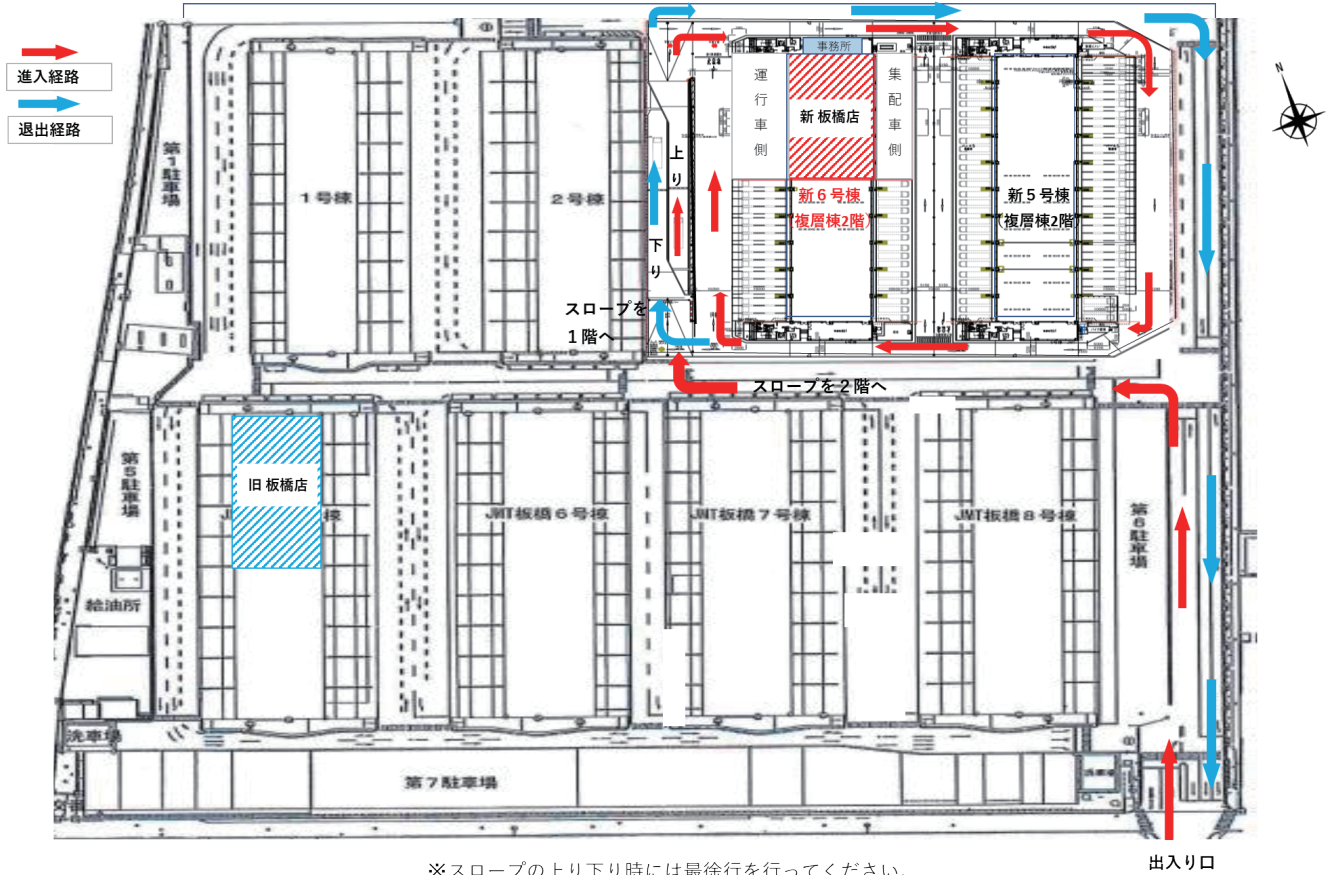 進入経路
退出経路
N
事務所
運行車側
集配車側
新 板橋店
第1駐車場
1号棟
2号棟
上り
下り
新6号棟
(複層棟2階)
新5号棟
(複層棟2階)
スロープを
1階へ
スロープを2階へ
第5駐車場
旧 板橋店
棟
JMT板橋6号棟
JMT板橋7号棟
JMT板橋8号棟
第6駐車場
給油所
洗車場
第7駐車場
出入り口
※スロープの上り下り時には最徐行を行ってください。